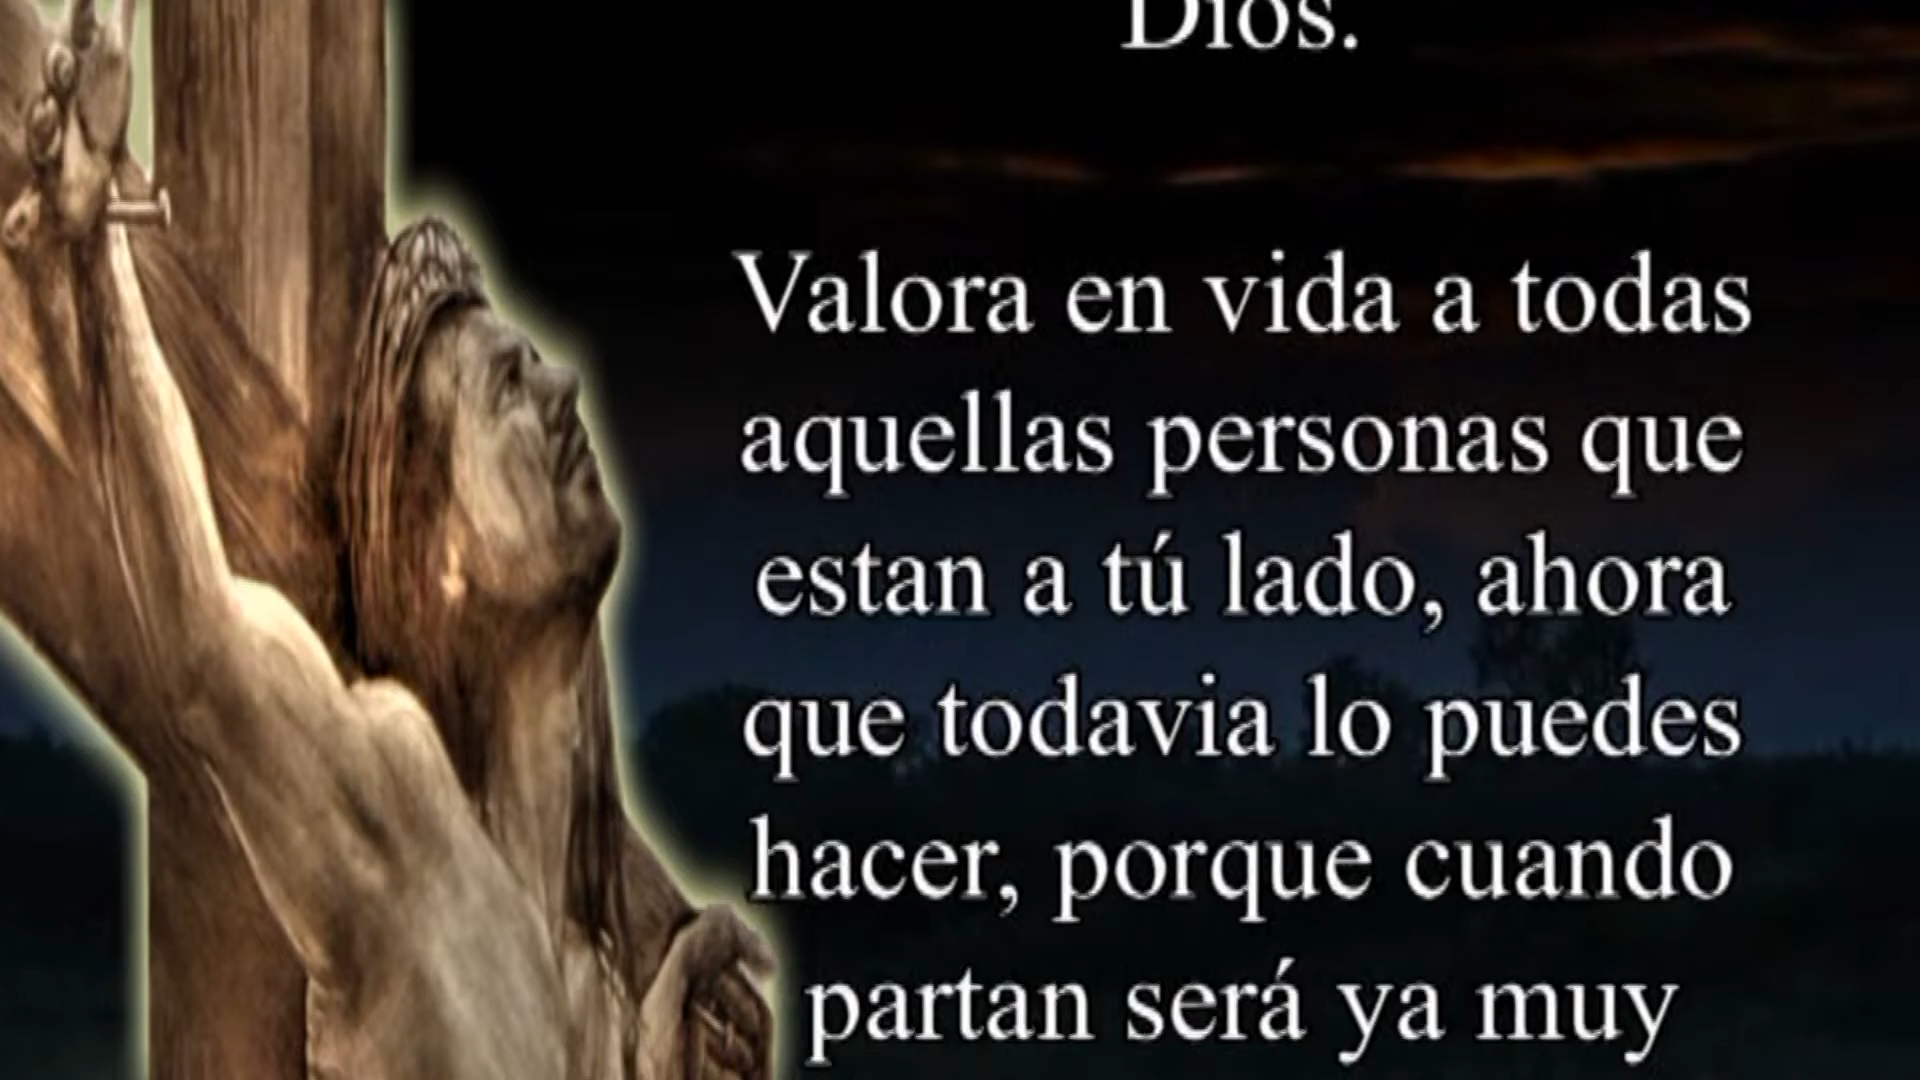 Dios.
Valora en vida a todas
aquellas personas que
estan a tú lado, ahora
que todavia lo puedes
hacer, porque cuando
partan será ya muy